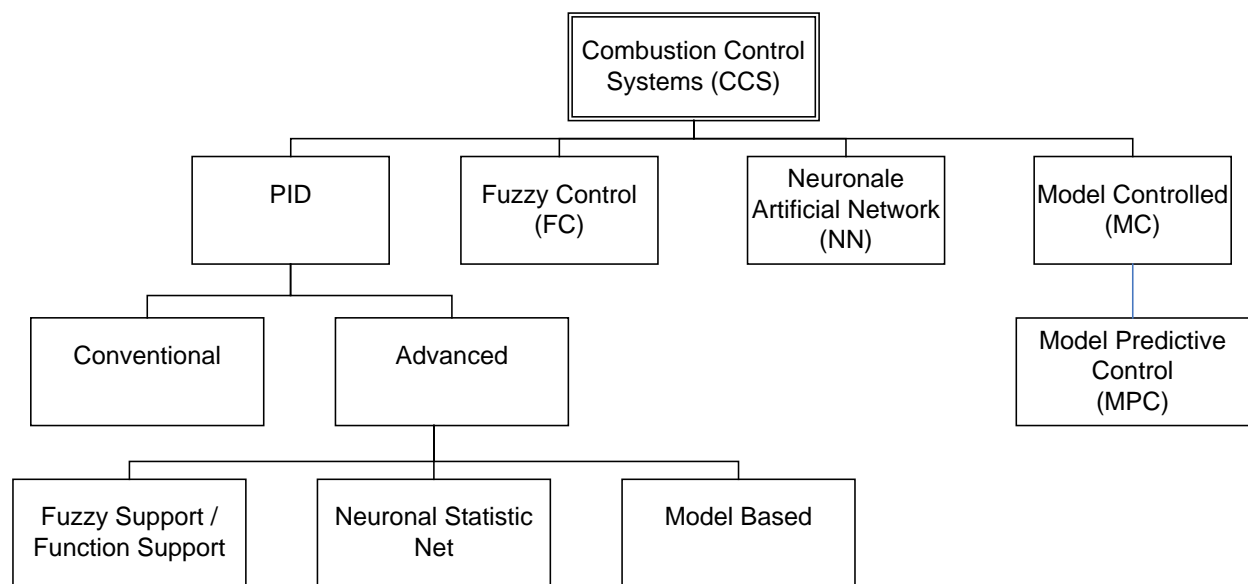 Combustion Control
Systems (CCS)
PID
Fuzzy Control
(FC)
Neuronale
Artificial Network
(NN)
Model Controlled
(MC)
Conventional
Advanced
Model Predictive
Control
(MPC)
Fuzzy Support /
Function Support
Neuronal Statistic
Net
Model Based